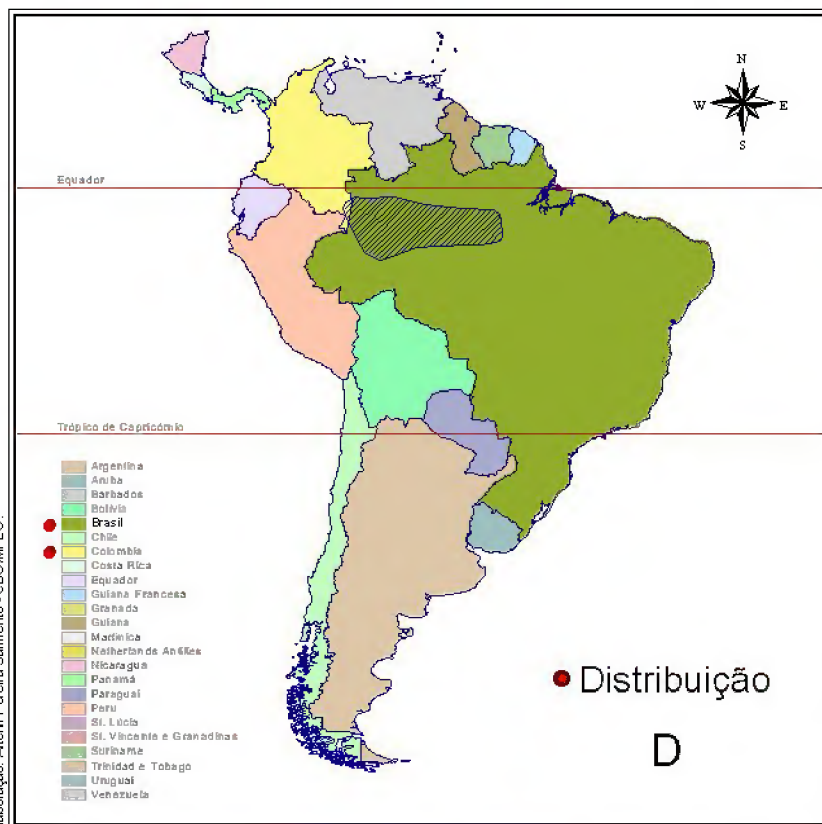 N
W E
S
Equador
Trópico de Capricórnio
Argentina
Aruba
Barbados
Bolívia
Brasil
Chile
Colombia
Costa Rica
Equador
Guiana Francesa
Granada
Guiana
Martinica
Netherlands Antilles
Nicaragua
Panamá
Paraguai
Peru
St. Lúcia
St. Vincente e Granadinas
Suriname
Trinidad e Tobago
Uruguai
Venezuela
Distribuição
D